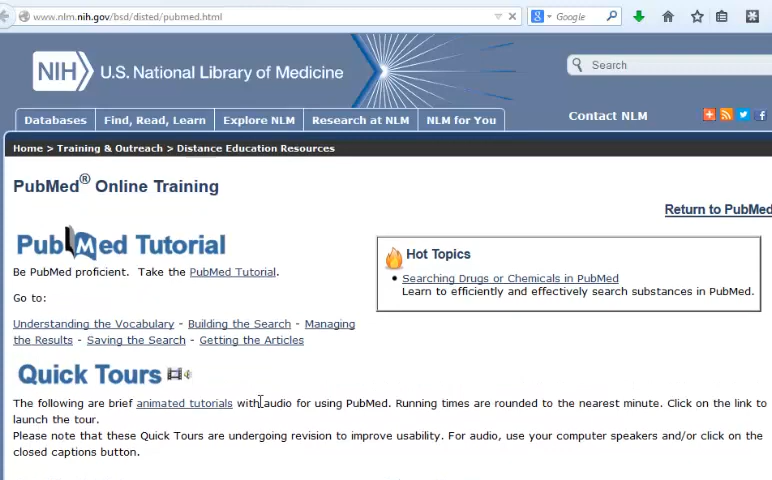 www.nlm.nih.gov/bsd/disted/pubmed.html
Google
NIH U.S. National Library of Medicine
Search
Databases Find, Read, Learn Explore NLM Research at NLM NLM for You Contact NLM
Home > Training & Outreach > Distance Education Resources
PubMed® Online Training
Return to PubMed
PubMed Tutorial
Hot Topics
Be PubMed proficient. Take the PubMed Tutorial.
• Searching Drugs or Chemicals in PubMed
Learn to efficiently and effectively search substances in PubMed.
Go to:
Understanding the Vocabulary - Building the Search - Managing
the Results - Saving the Search - Getting the Articles
Quick Tours
The following are brief animated tutorials with audio for using PubMed. Running times are rounded to the nearest minute. Click on the link to
launch the tour.
Please note that these Quick Tours are undergoing revision to improve usability. For audio, use your computer speakers and/or click on the
closed captions button.